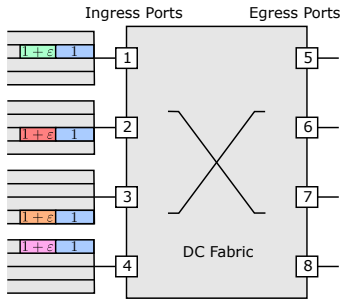 Ingress Ports Egress Ports
1 + ε 1
1 5
2 6
1 + ε 1
3 7
1 + ε 1
1 + ε 1
DC Fabric
4 8